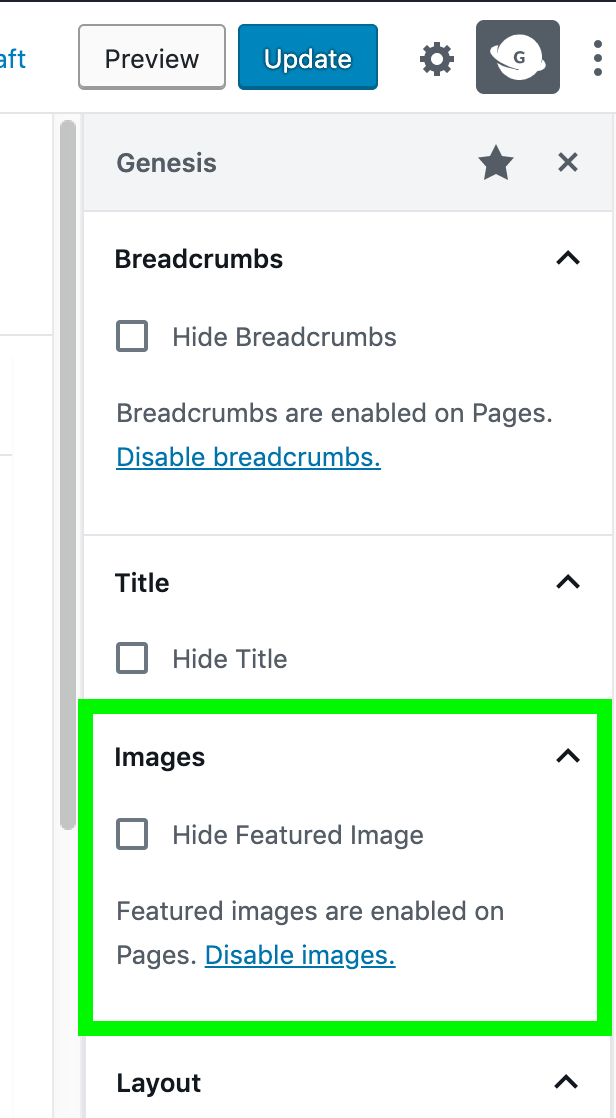 aft
Preview
Update
G
Genesis
Breadcrumbs
Hide Breadcrumbs
Breadcrumbs are enabled on Pages.
Disable breadcrumbs.
Title
Hide Title
Images
Hide Featured Image
Featured images are enabled on
Pages. Disable images.
Layout